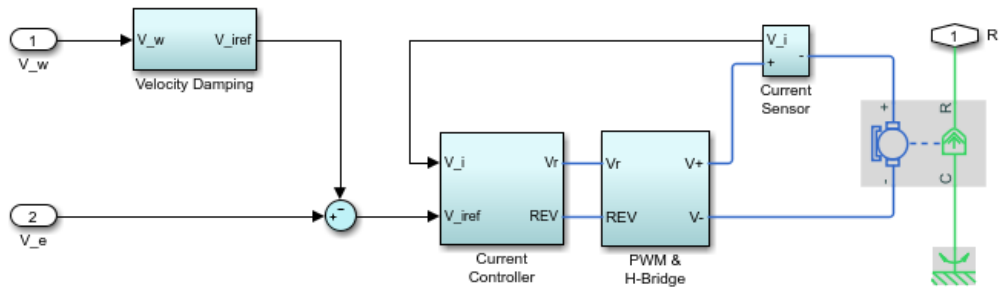 1
V_w
V_w
V_iref
Velocity Damping
2
V_e
+
-
V_i
V_iref
Vr
REV
Current
Controller
Vr
REV
V+
V-
PWM &
H-Bridge
V_i
+
-
Current
Sensor
1
R
+
-
R
C